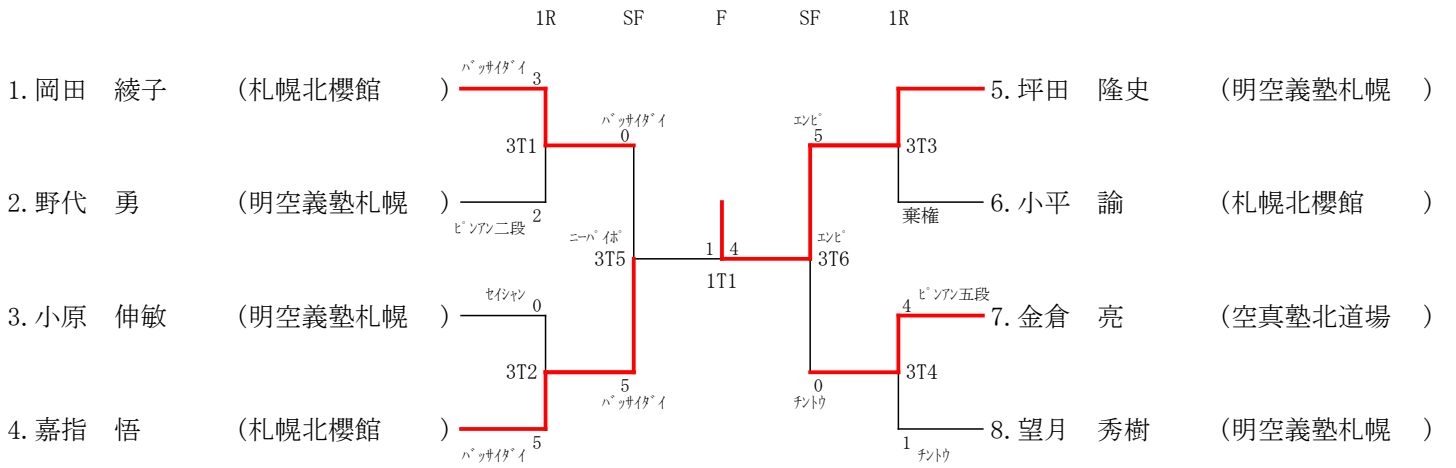 1R SF F SF 1R
バッサイダイ
3
1. 岡田 綾子 (札幌北櫻館 ) 5. 坪田 隆史 (明空義塾札幌 )
バッサイダイ エンピ
0 5
3T1 3T3
2. 野代 勇 (明空義塾札幌 ) 6. 小平 諭 (札幌北櫻館 )
ピンアン二段 2 棄権
ニーパイポ エンピ
3T5 1 4 3T6
1T1
セイシャン 0 4 ピンアン五段
3. 小原 伸敏 (明空義塾札幌 ) 7. 金倉 亮 (空真塾北道場 )
3T2 3T4
5 0
バッサイダイ チントウ
4. 嘉指 悟 (札幌北櫻館 ) 8. 望月 秀樹 (明空義塾札幌 )
5 1
バッサイダイ チントウ